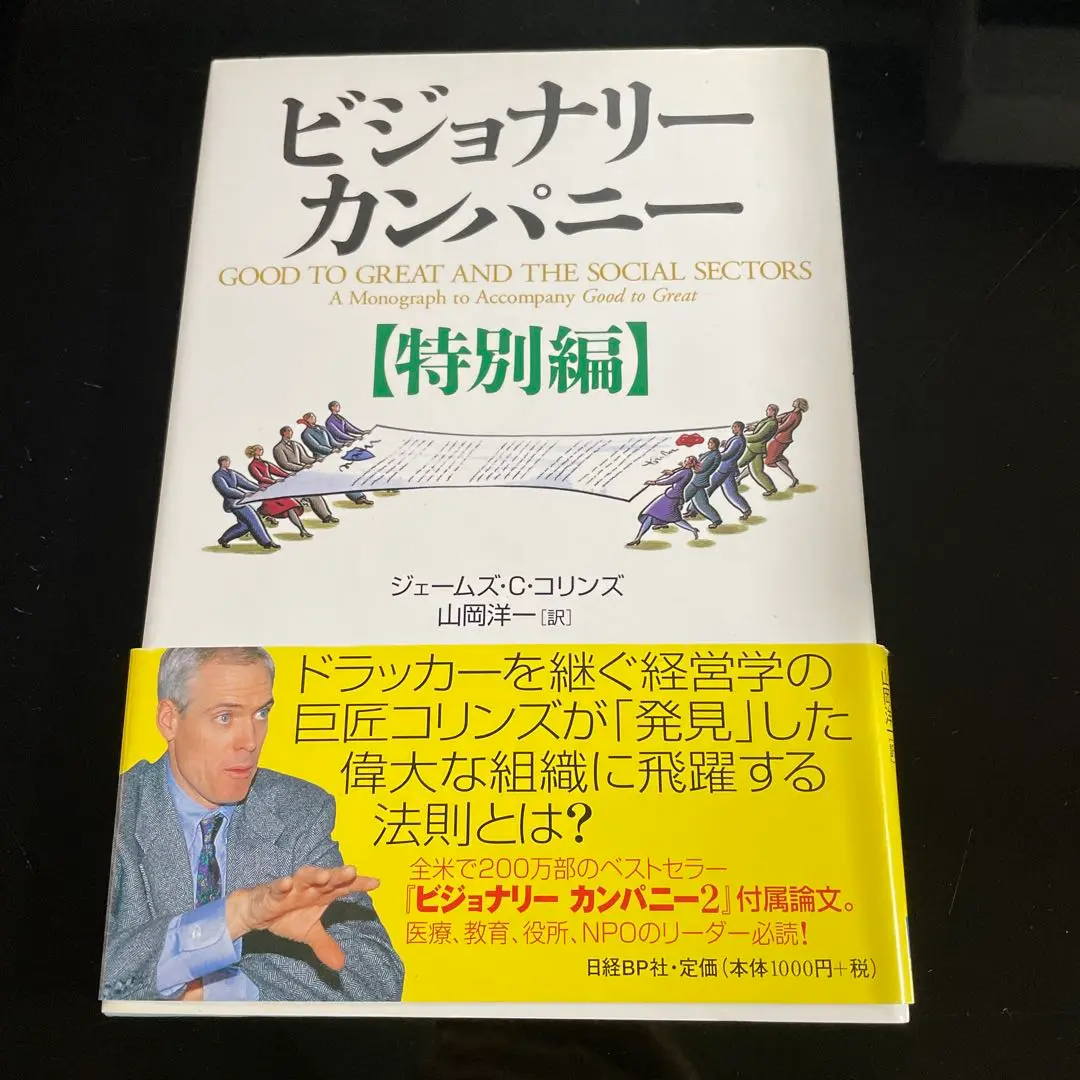 ビジョナリー
カンパニー
GOOD TO GREAT AND THE SOCIAL SECTORS
A Monograph to Accompany Good to Great
【特別編】
ジェームズ・C・コリンズ
山岡洋一[訳]
ドラッカーを継ぐ経営学の
巨匠コリンズが「発見」した
偉大な組織に飛躍する
法則とは?
全米で200万部のベストセラー
『ビジョナリー カンパニー2』付属論文。
医療、教育、役所、NPOのリーダー必読!
日経BP社・定価(本体1000円+税)